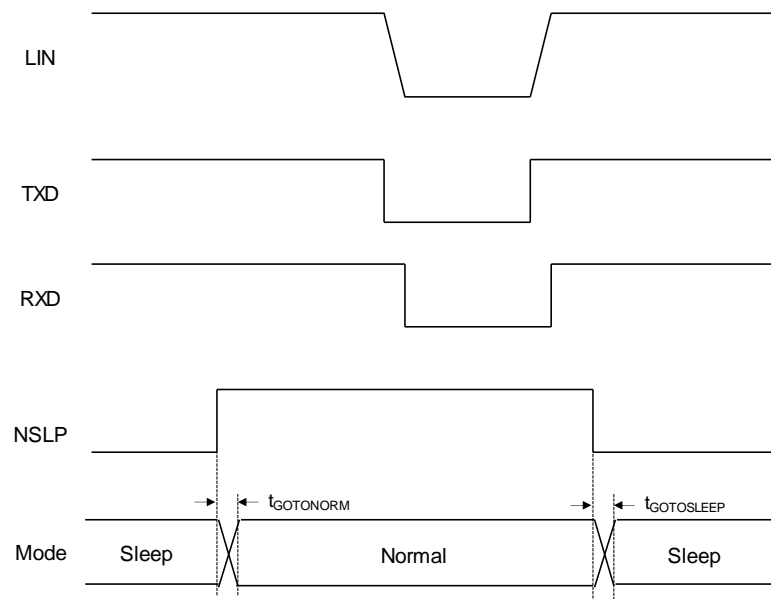 LIN
TXD
RXD
NSLP
tGOTONORM
tGOTOSLEEP
Mode
Sleep
Normal
Sleep